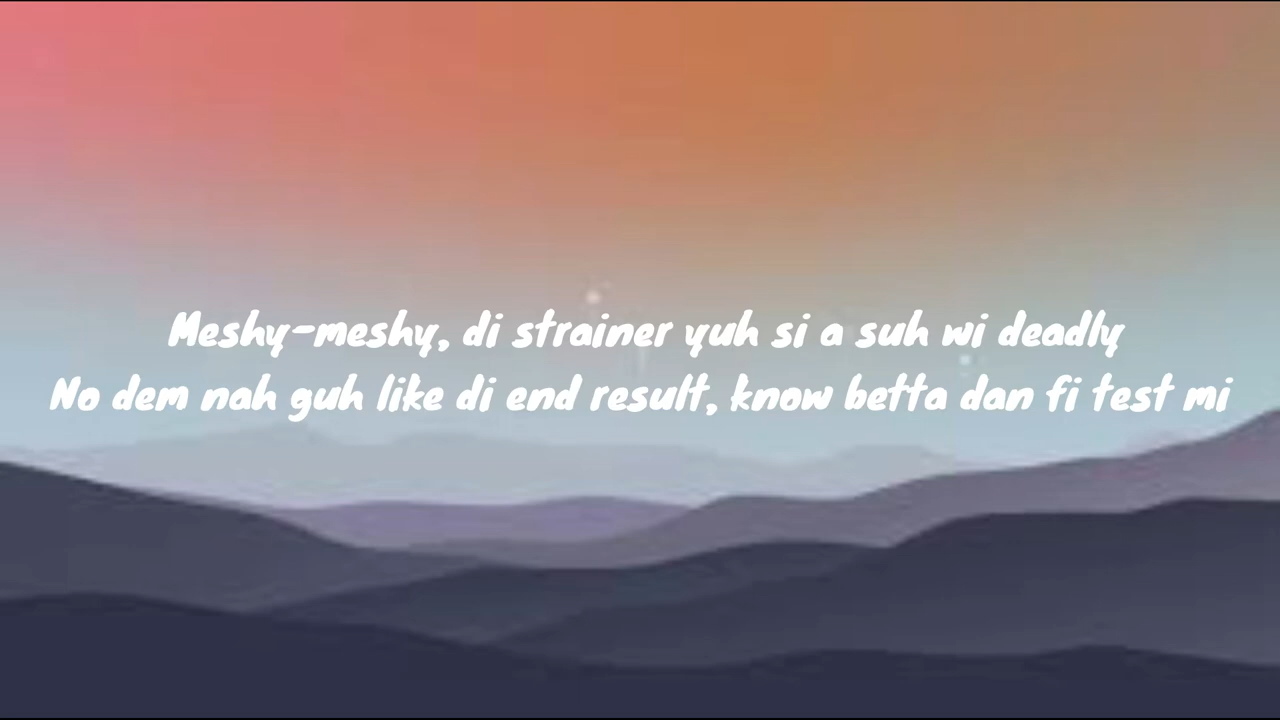 Meshy-meshy, di strainer yuh si a suh wi deadly
No dem nah guh like di end result, know betta dan fi test mi